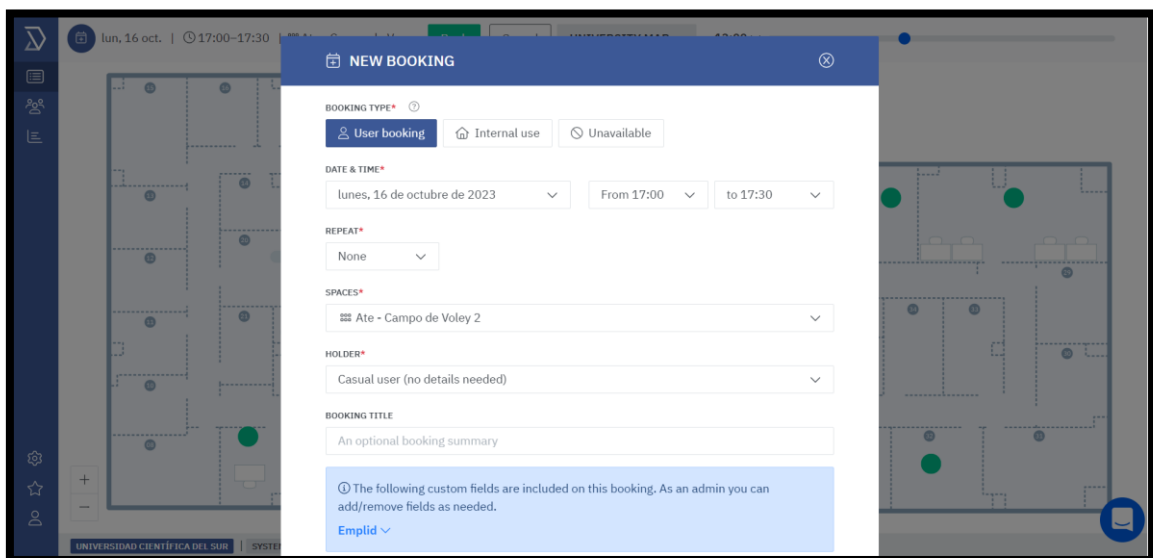 lun, 16 oct. | 17:00–17:30 |
UNIVERSITY MAP
NEW BOOKING
BOOKING TYPE*
User booking
Internal use
Unavailable
DATE & TIME*
lunes, 16 de octubre de 2023
From 17:00
to 17:30
REPEAT*
None
SPACES*
Ate - Campo de Voley 2
HOLDER*
Casual user (no details needed)
BOOKING TITLE
An optional booking summary
The following custom fields are included on this booking. As an admin you can
add/remove fields as needed.
Emplid
+
−
UNIVERSIDAD CIENTÍFICA DEL SUR